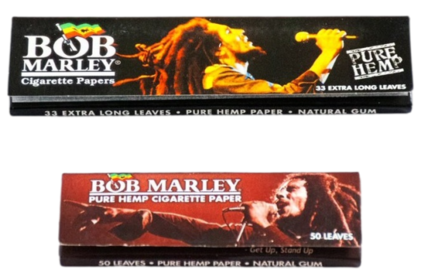 BOB
MARLEY®
Cigarette Papers
PURE
HEMP
33 EXTRA LONG LEAVES
33 EXTRA LONG LEAVES • PURE HEMP PAPER • NATURAL GUM
BOB MARLEY
PURE HEMP CIGARETTE PAPER
50 LEAVES
Get Up, Stand Up
50 LEAVES • PURE HEMP PAPER • NATURAL GUM